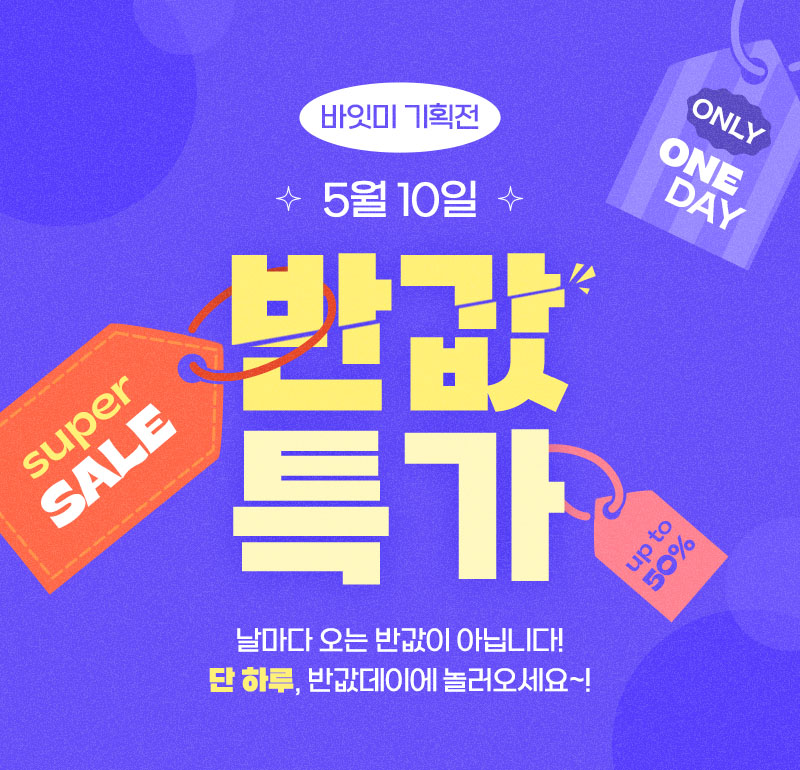 바잇미 기획전
5월 10일
ONLY
ONE
DAY
반값
특가
super
SALE
up to
50%
날마다 오는 반값이 아닙니다!
단 하루, 반값데이에 놀러오세요~!